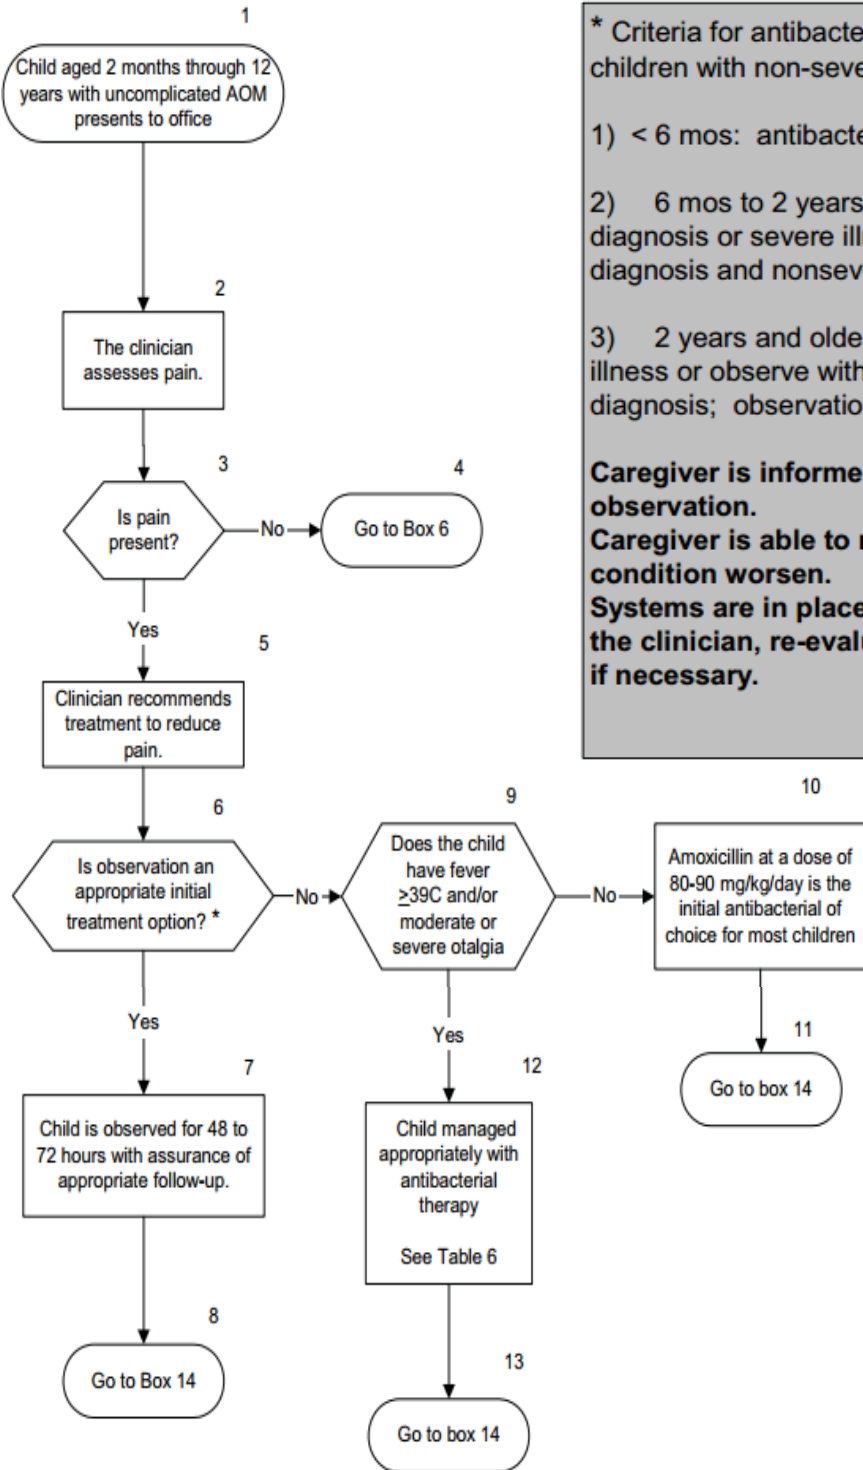 1
Child aged 2 months through 12
years with uncomplicated AOM
presents to office
2
The clinician
assesses pain.
3
Is pain
present?
No
4
Go to Box 6
Yes
5
Clinician recommends
treatment to reduce
pain.
6
Is observation an
appropriate initial
treatment option? *
No
9
Does the child
have fever
≥39C and/or
moderate or
severe otalgia
No
10
Amoxicillin at a dose of
80-90 mg/kg/day is the
initial antibacterial of
choice for most children
11
Go to box 14
Yes
7
Child is observed for 48 to
72 hours with assurance of
appropriate follow-up.
8
Go to Box 14
Yes
12
Child managed
appropriately with
antibacterial
therapy
See Table 6
13
Go to box 14
* Criteria for antibacte
children with non-seve
1) < 6 mos: antibacte
2) 6 mos to 2 years
diagnosis or severe ill
diagnosis and nonsev
3) 2 years and olde
illness or observe with
diagnosis; observatio
Caregiver is informe
observation.
Caregiver is able to
condition worsen.
Systems are in place
the clinician, re-eval
if necessary.